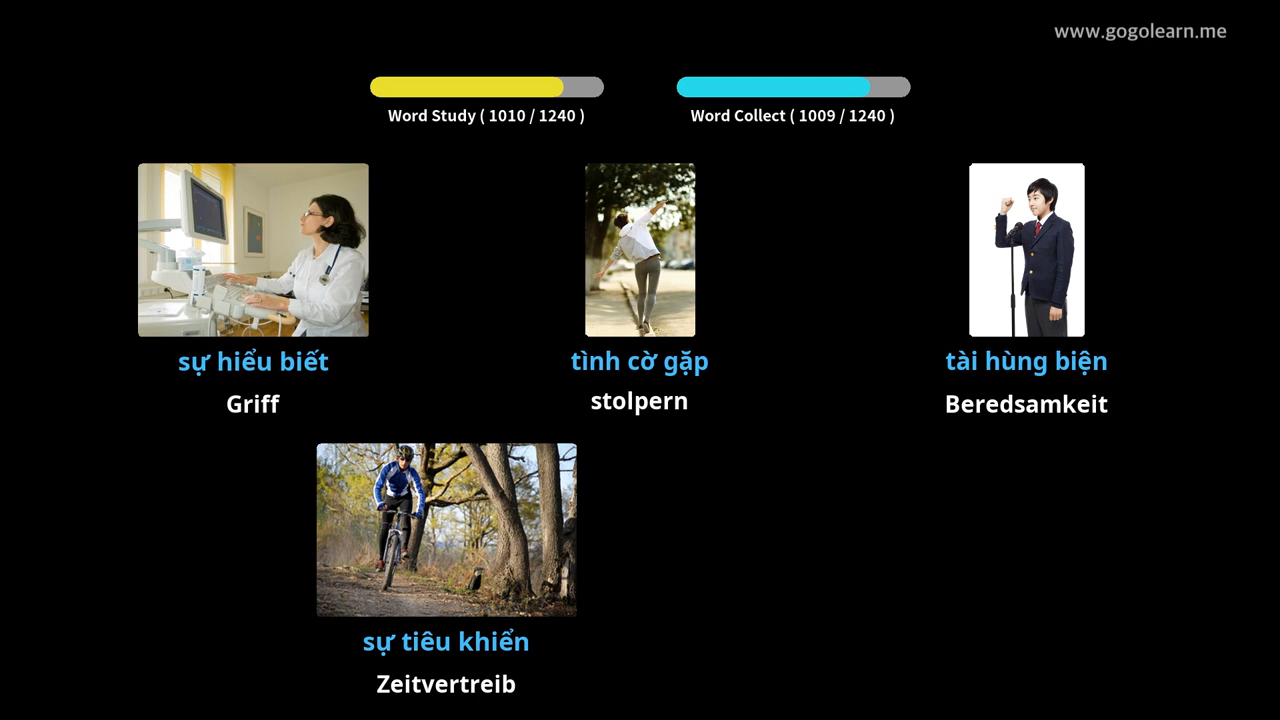 www.gogolearn.me
Word Study ( 1010 / 1240 )
Word Collect ( 1009 / 1240 )
sự hiểu biết
Griff
tình cờ gặp
stolpern
tài hùng biện
Beredsamkeit
sự tiêu khiển
Zeitvertreib